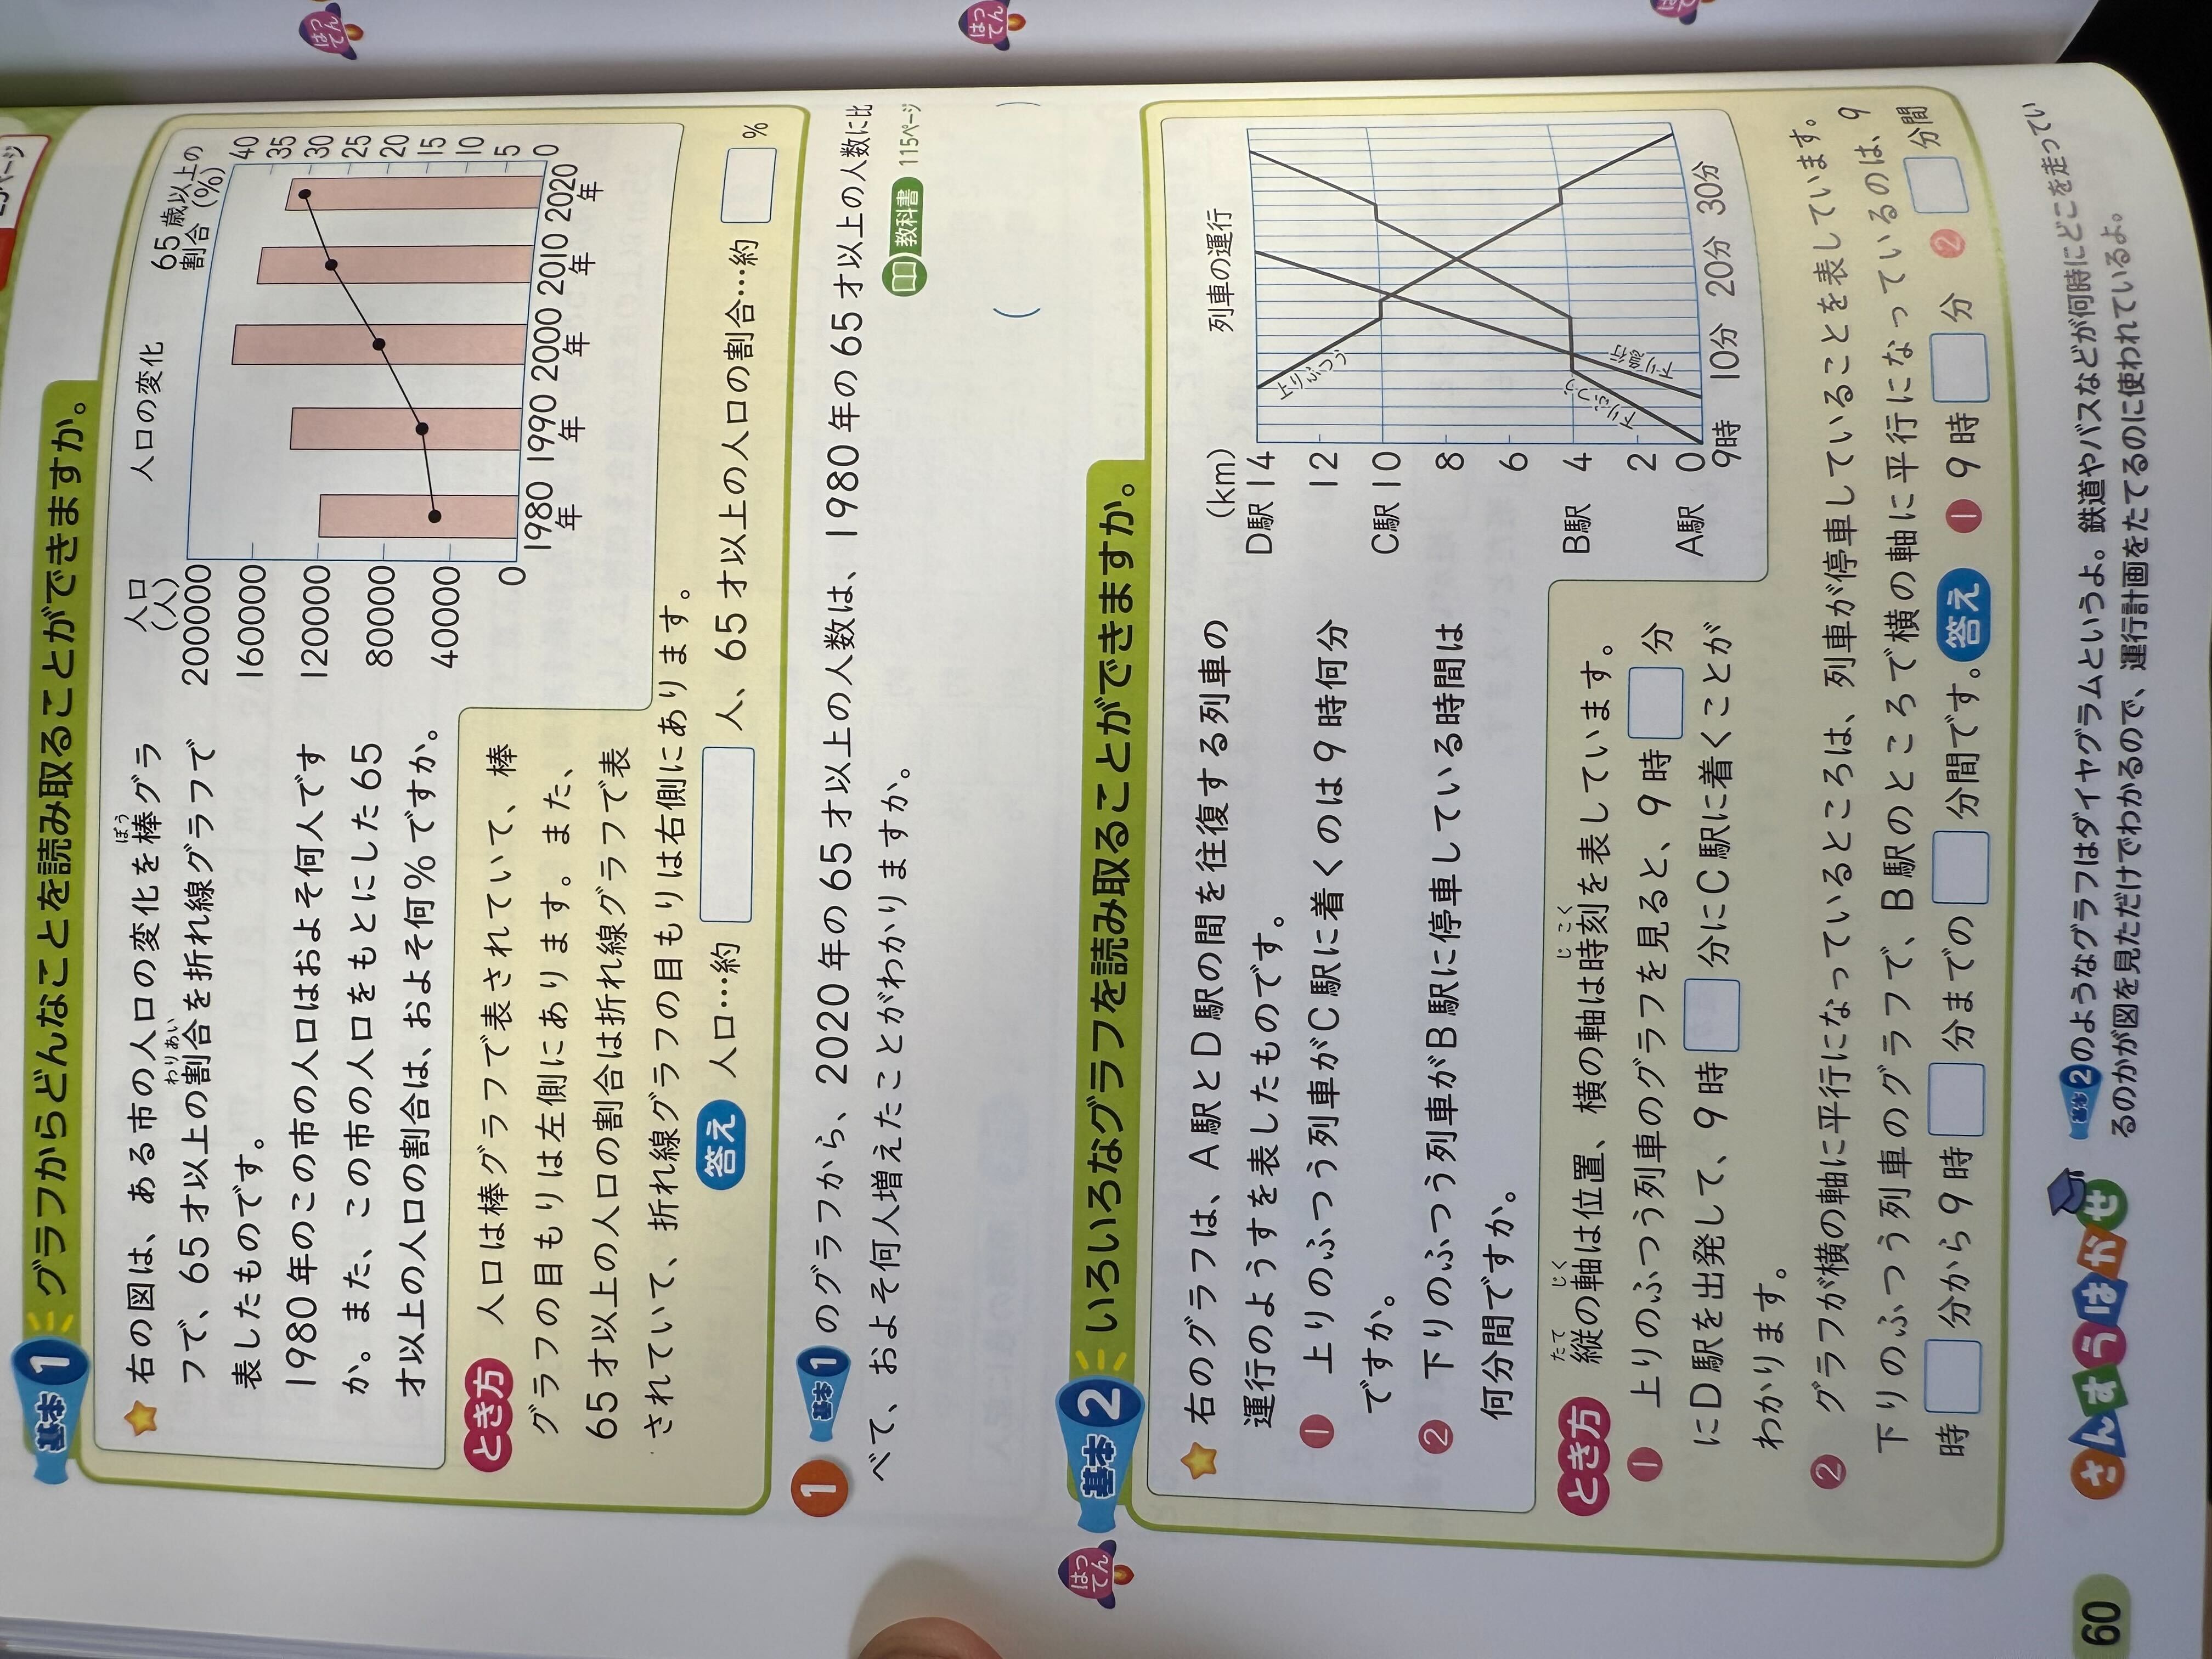 基本1 グラフからどんなことを読み取ることができますか。
右の図は、ある市の人口の変化を棒グラ
フで、65才以上の割合を折れ線グラフで
表したものです。
1980年のこの市の人口はおよそ何人です
か。また、この市の人口をもとにした65
才以上の人口の割合は、およそ何%ですか。
ぼう
わりあい
人口の変化
人口
(人)
65歳以上の
割合(%)
200000
160000
120000
80000
40000
0
40
35
30
25
20
15
10
5
0
1980 1990 2000 2010 2020
年 年 年 年 年
とき方 人口は棒グラフで表されていて、棒
グラフの目もりは左側にあります。また、
65才以上の人口の割合は折れ線グラフで表
されていて、折れ線グラフの目もりは右側にあります。
答え 人口…約 人、65才以上の人口の割合…約 %
1 基本1 のグラフから、2020年の65才以上の人数は、1980年の65才以上の人数に比
べて、およそ何人増えたことがわかりますか。
教科書 115ページ
( )
はってん
基本2 いろいろなグラフを読み取ることができますか。
右のグラフは、A駅とD駅の間を往復する列車の
運行のようすを表したものです。
❶ 上りのふつう列車がC駅に着くのは9時何分
ですか。
❷ 下りのふつう列車がB駅に停車している時間は
何分間ですか。
列車の運行
(km)
D駅 14
12
C駅 10
8
6
B駅 4
2
A駅 0
9時 10分 20分 30分
上りふつう
下りふつう
下り急行
とき方 縦の軸は位置、横の軸は時刻を表しています。
たて じく じこく
❶ 上りのふつう列車のグラフを見ると、9時 分
にD駅を出発して、9時 分にC駅に着くことが
わかります。
❷ グラフが横の軸に平行になっているところは、列車が停車していることを表しています。
下りのふつう列車のグラフで、B駅のところで横の軸に平行になっているのは、9
時 分から9時 分までの 分間です。 答え ❶ 9時 分 ❷ 分間
さんすうはかせ 基本2のようなグラフはダイヤグラムというよ。鉄道やバスなどが何時にどこを走ってい
るのかが図を見ただけでわかるので、運行計画をたてるのに使われているよ。
60
はってん
はってん